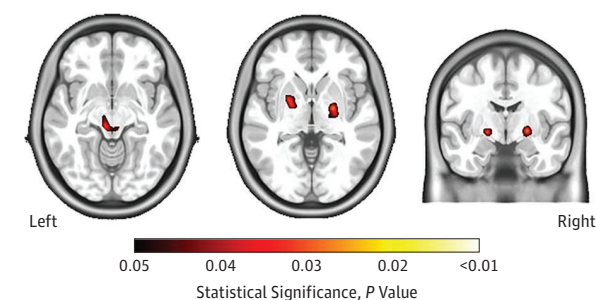 Left
Right
0.05 0.04 0.03 0.02 <0.01
Statistical Significance, P Value